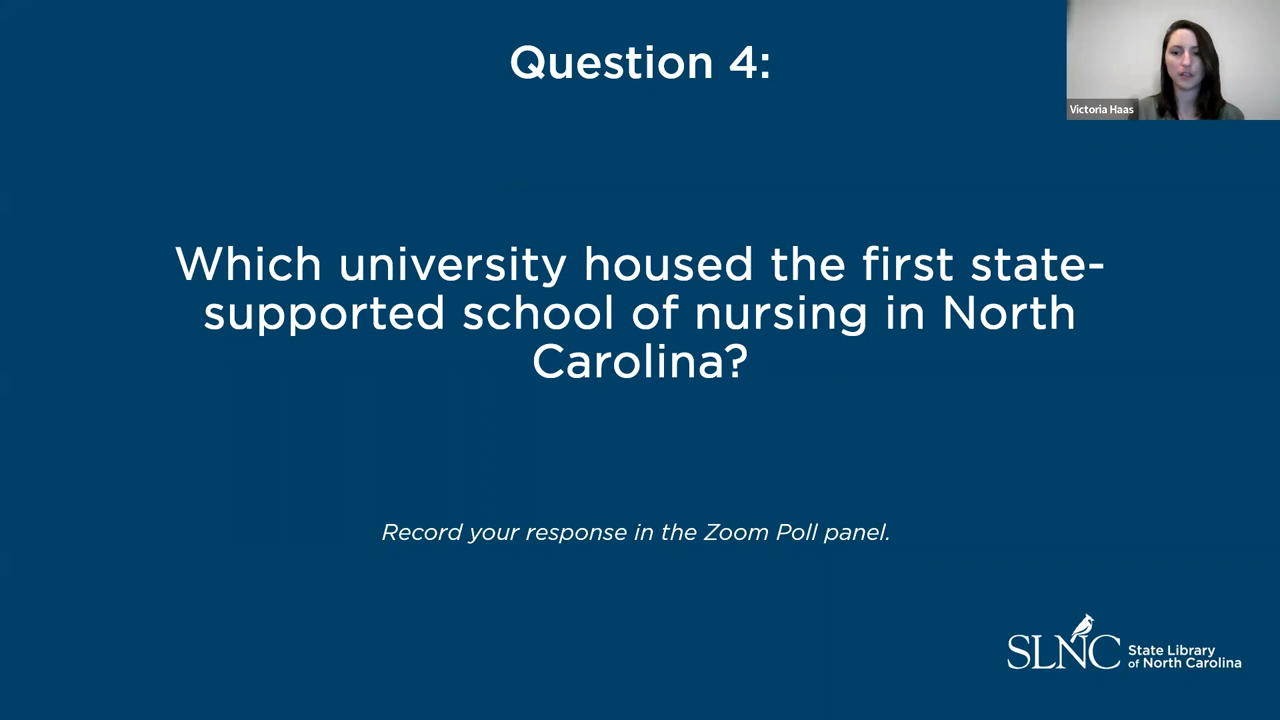 Question 4:
Victoria Haas
Which university housed the first state-
supported school of nursing in North
Carolina?
Record your response in the Zoom Poll panel.
SLNC State Library
of North Carolina